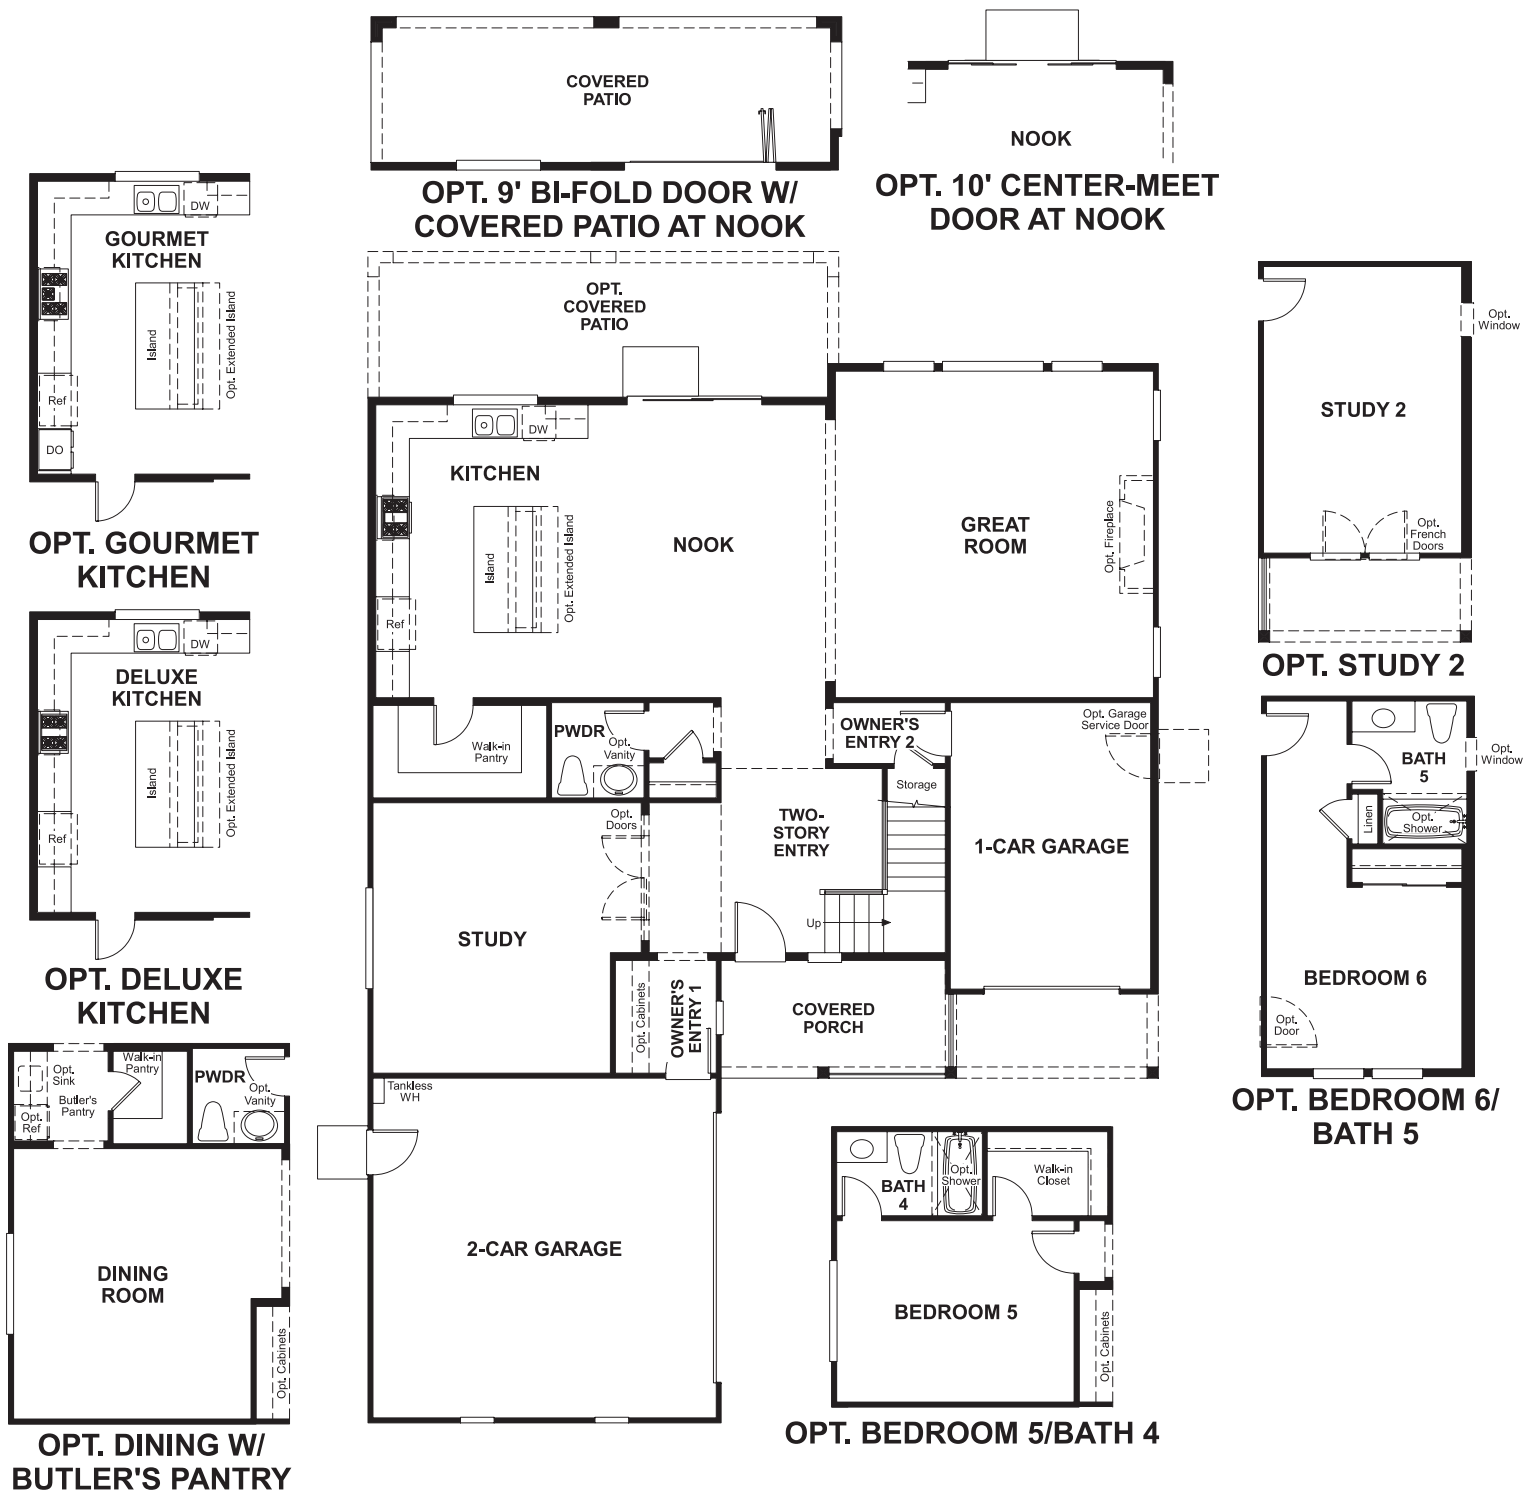 COVERED
PATIO
OPT. 9' BI-FOLD DOOR W/
COVERED PATIO AT NOOK
NOOK
OPT. 10' CENTER-MEET
DOOR AT NOOK
DW
GOURMET
KITCHEN
Island
Opt. Extended Island
Ref
DO
OPT. GOURMET
KITCHEN
DW
DELUXE
KITCHEN
Island
Opt. Extended Island
Ref
OPT. DELUXE
KITCHEN
Opt.
Sink
Walk-in
Pantry
Butler's
Pantry
Opt.
Ref
PWDR
Opt.
Vanity
DINING
ROOM
Opt. Cabinets
OPT. DINING W/
BUTLER'S PANTRY
OPT.
COVERED
PATIO
DW
KITCHEN
Island
Opt. Extended Island
Ref
NOOK
GREAT
ROOM
Opt. Fireplace
Walk-in
Pantry
PWDR
Opt.
Vanity
OWNER'S
ENTRY 2
Storage
Opt. Garage
Service Door
Opt.
Doors
TWO-
STORY
ENTRY
1-CAR GARAGE
STUDY
Up
Opt. Cabinets
OWNER'S
ENTRY 1
COVERED
PORCH
Tankless
WH
2-CAR GARAGE
STUDY 2
Opt.
Window
Opt.
French
Doors
OPT. STUDY 2
BATH
5
Opt.
Window
Linen
Opt.
Shower
BEDROOM 6
Opt.
Door
OPT. BEDROOM 6/
BATH 5
BATH
4
Opt.
Shower
Walk-in
Closet
BEDROOM 5
Opt. Cabinets
OPT. BEDROOM 5/BATH 4